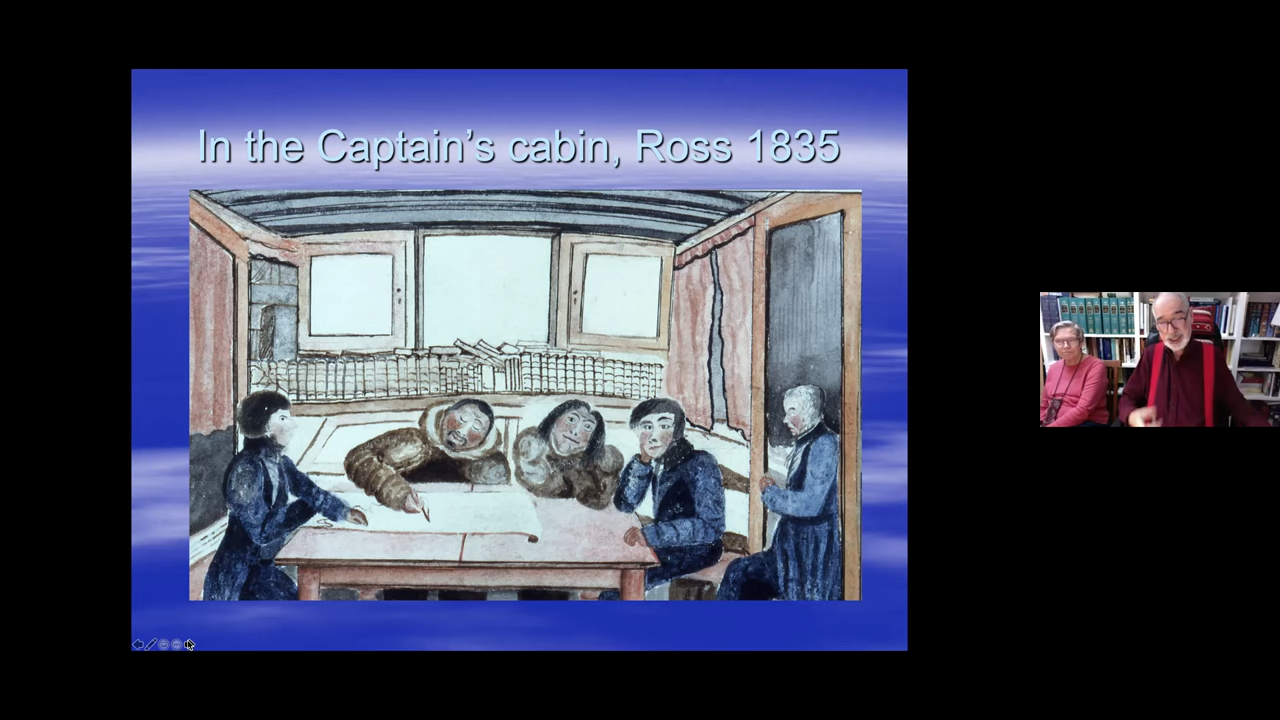 In the Captain’s cabin, Ross 1835